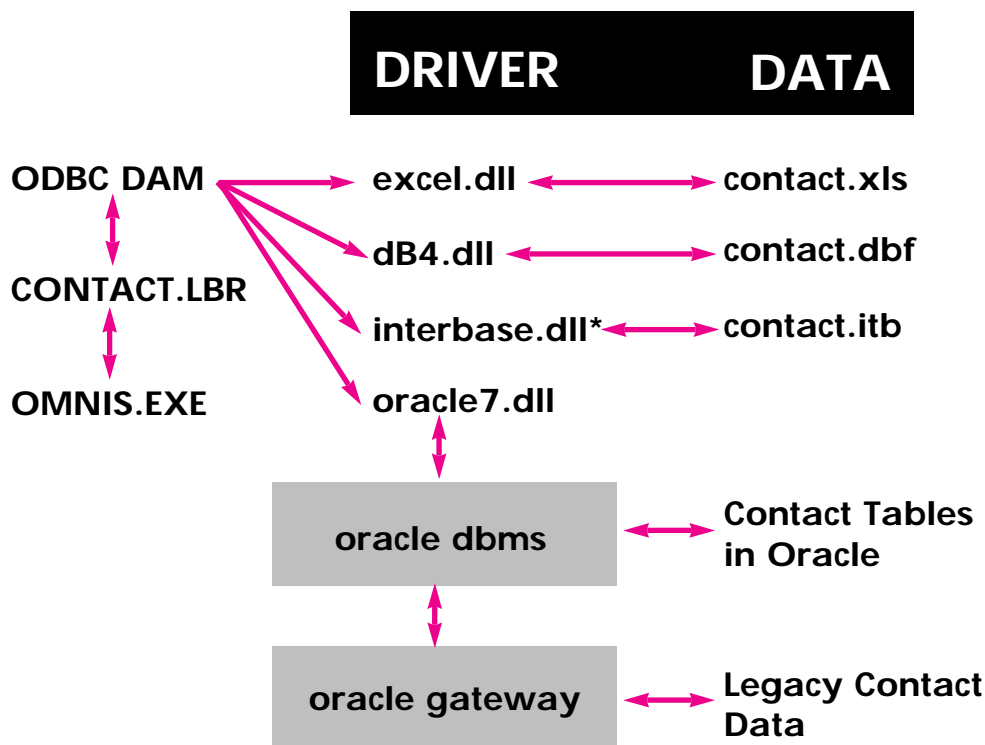 DRIVER DATA
ODBC DAM excel.dll contact.xls
dB4.dll contact.dbf
CONTACT.LBR
interbase.dll* contact.itb
OMNIS.EXE oracle7.dll
oracle dbms
Contact Tables
in Oracle
oracle gateway
Legacy Contact
Data